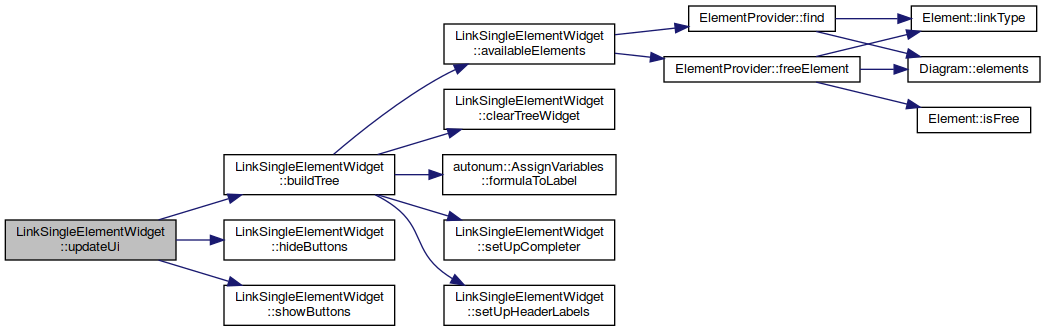 LinkSingleElementWidget
::updateUi
LinkSingleElementWidget
::buildTree
LinkSingleElementWidget
::hideButtons
LinkSingleElementWidget
::showButtons
LinkSingleElementWidget
::availableElements
LinkSingleElementWidget
::clearTreeWidget
autonum::AssignVariables
::formulaToLabel
LinkSingleElementWidget
::setUpCompleter
LinkSingleElementWidget
::setUpHeaderLabels
ElementProvider::find
ElementProvider::freeElement
Element::linkType
Diagram::elements
Element::isFree